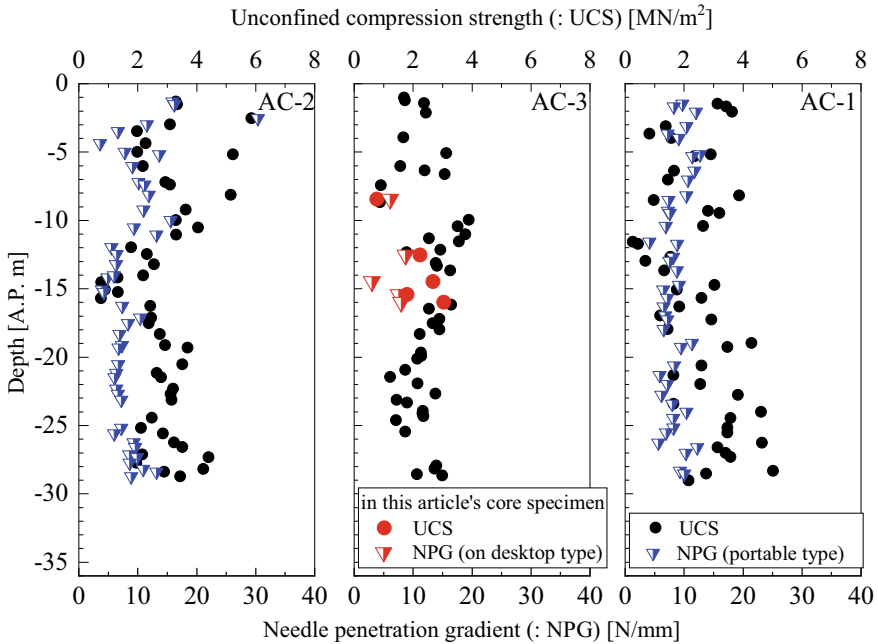 Unconfined compression strength (: UCS) [MN/m²]
0 2 4 6 8 0 2 4 6 8 0 2 4 6 8
AC-2 AC-3 AC-1
0
-5
-10
-15
-20
-25
-30
-35
Depth [A.P. m]
in this article's core specimen
UCS
NPG (on desktop type)
UCS
NPG (portable type)
0 10 20 30 40 0 10 20 30 40 0 10 20 30 40
Needle penetration gradient (: NPG) [N/mm]